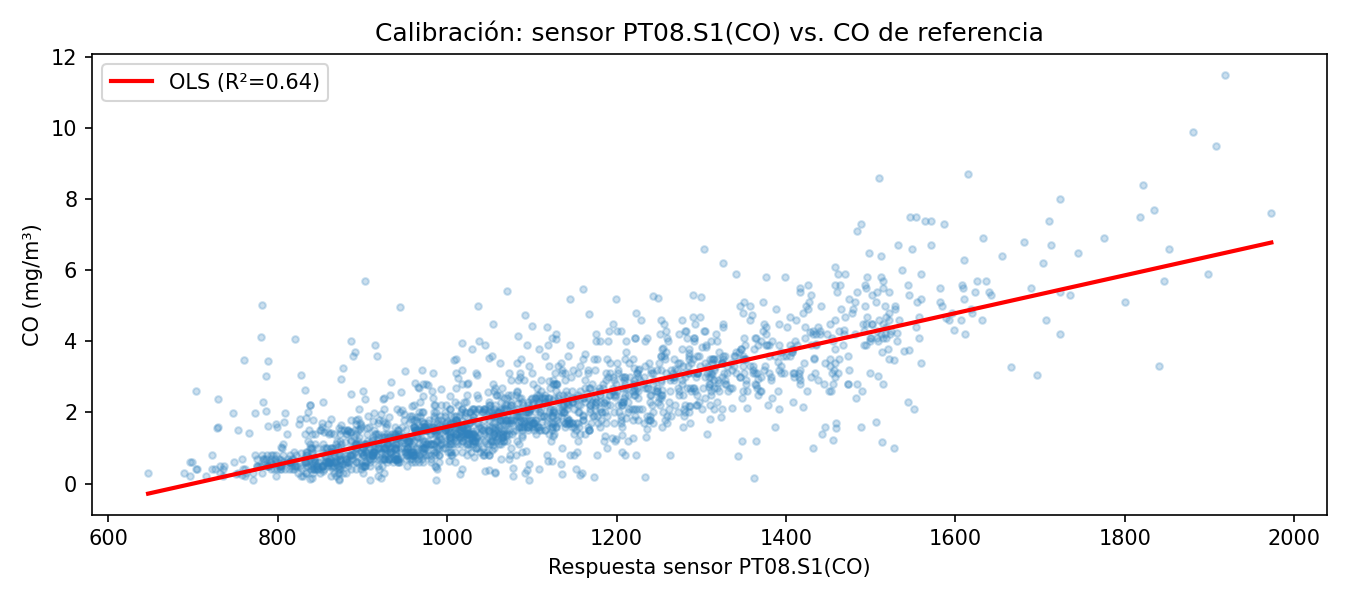 Calibración: sensor PT08.S1(CO) vs. CO de referencia
OLS (R²=0.64)
CO (mg/m³)
12
10
8
6
4
2
0
600 800 1000 1200 1400 1600 1800 2000
Respuesta sensor PT08.S1(CO)